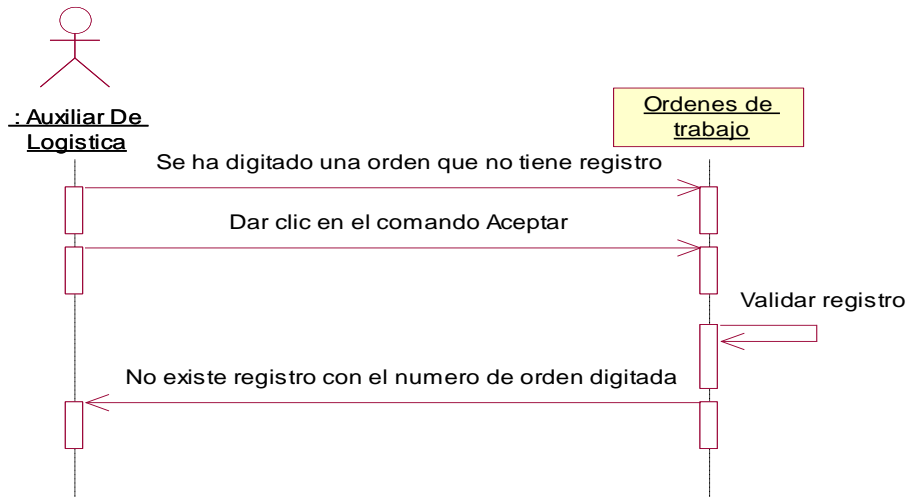 : Auxiliar De
Logistica
Ordenes de
trabajo
Se ha digitado una orden que no tiene registro
Dar clic en el comando Aceptar
Validar registro
No existe registro con el numero de orden digitada